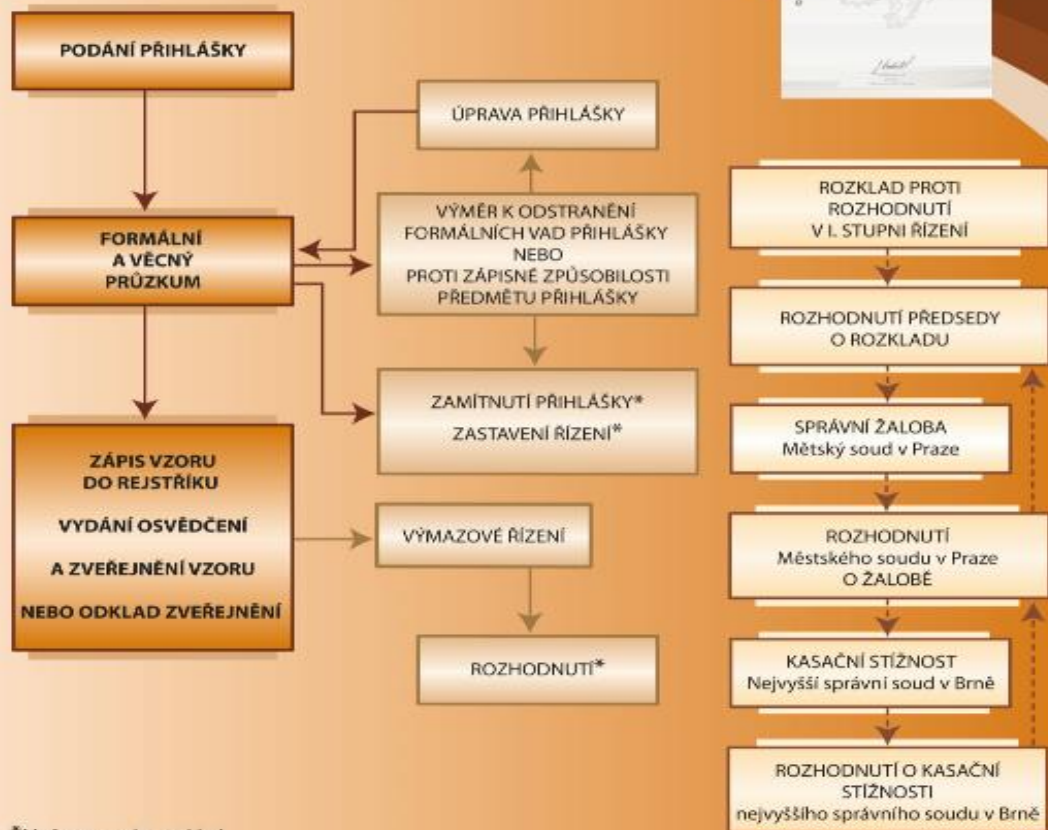 PODÁNÍ PŘIHLÁŠKY
FORMÁLNÍ
A VĚCNÝ
PRŮZKUM
ZÁPIS VZORU
DO REJSTŘÍKU
VYDÁNÍ OSVĚDČENÍ
A ZVEŘEJNĚNÍ VZORU
NEBO ODKLAD ZVEŘEJNĚNÍ
ÚPRAVA PŘIHLÁŠKY
VÝMĚR K ODSTRANĚNÍ
FORMÁLNÍCH VAD PŘIHLÁŠKY
NEBO
PROTI ZÁPISNÉ ZPŮSOBILOSTI
PŘEDMĚTU PŘIHLÁŠKY
ZAMÍTNUTÍ PŘIHLÁŠKY*
ZASTAVENÍ ŘÍZENÍ*
VÝMAZOVÉ ŘÍZENÍ
ROZHODNUTÍ*
ROZKLAD PROTI
ROZHODNUTÍ
V I. STUPNI ŘÍZENÍ
ROZHODNUTÍ PŘEDSEDY
O ROZKLADU
SPRÁVNÍ ŽALOBA
Mětský soud v Praze
ROZHODNUTÍ
Městského soudu v Praze
O ŽALOBĚ
KASAČNÍ STÍŽNOST
Nejvyšší správní soud v Brně
ROZHODNUTÍ O KASAČNÍ
STÍŽNOSTI
nejvyššího správního soudu v Brně